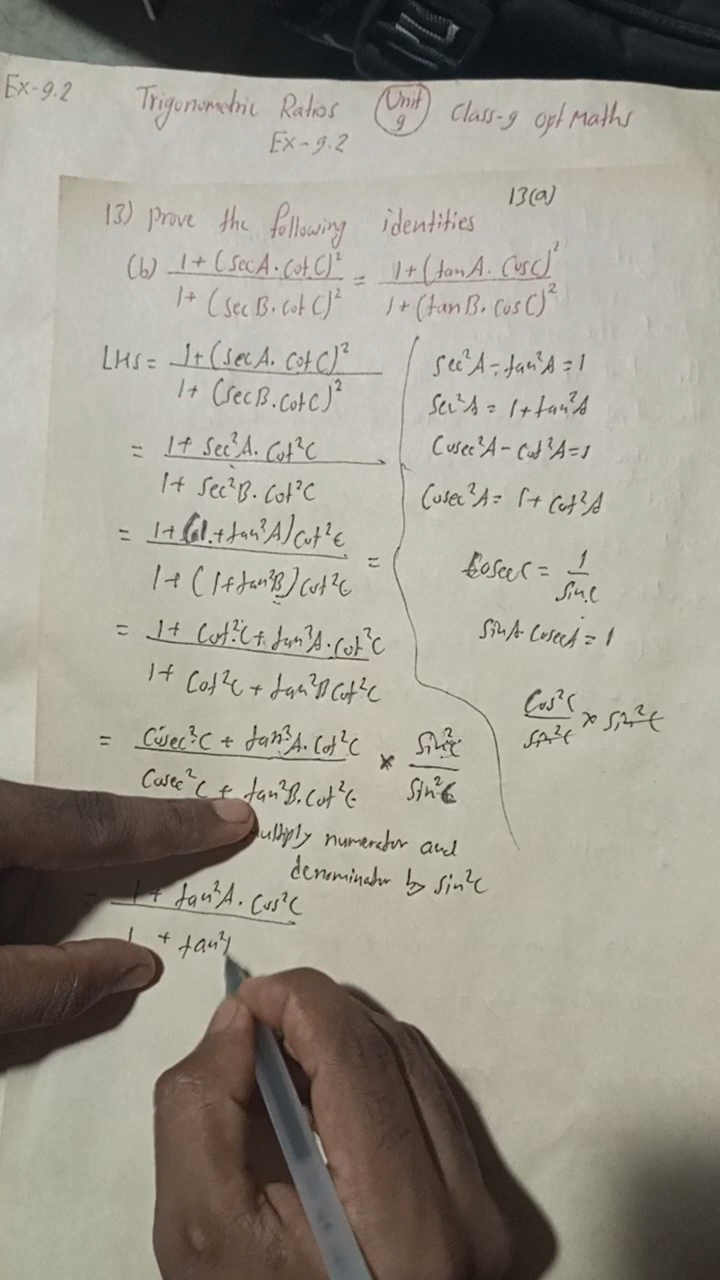 Ex-9.2 Trigonometric Ratios Unit 9 Class-9 opt Maths
Ex-9.2
13(a)
13) prove the following identities
(b) 1+(secA.cotC)² / 1+(secB.cotC)² = 1+(tanA.CosC)² / 1+(tanB.CosC)²
LHS = 1+(secA.cotC)² / 1+(secB.cotC)²
= 1+sec²A.Cot²C / 1+sec²B.Cot²C
= 1+(1+tan²A)cot²C / 1+(1+tan²B)cot²C =
= 1+Cot²C+tan²A.cot²C / 1+Cot²C+tan²BCot²C
= Cosec²C+tan²A.Cot²C / Cosec²C+tan²B.Cot²C × Sin²C / Sin²C
multiply numerator and
denominator by sin²C
1+tan²A.Cos²C / 1+tan²
sec²A-tan²A=1
Sec²A=1+tan²A
Cosec²A-Cot²A=1
Cosec²A=1+Cot²A
CosecC=1/SinC
SinA.CosecA=1
Cos²C/Sin²C × Sin²C